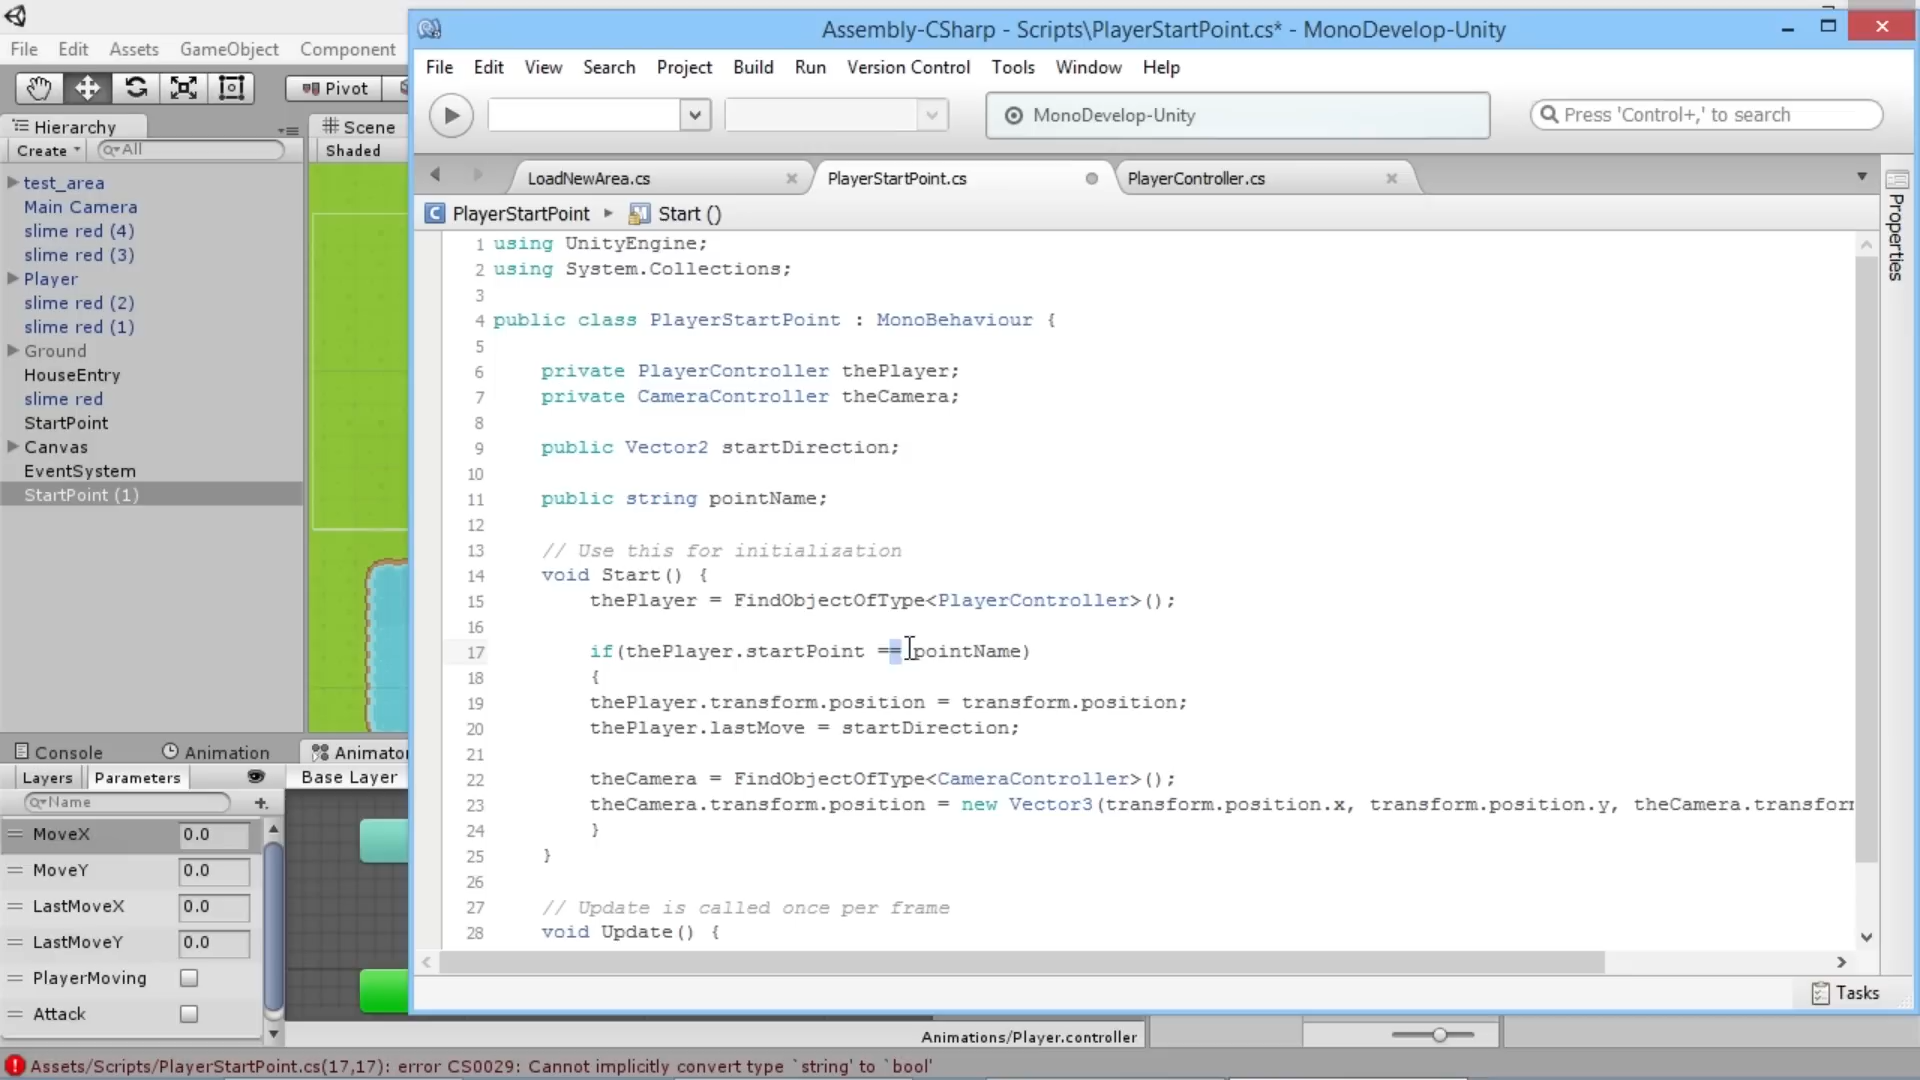 Assembly-CSharp - Scripts\PlayerStartPoint.cs* - MonoDevelop-Unity
File Edit Assets GameObject Component
File Edit View Search Project Build Run Version Control Tools Window Help
Pivot
MonoDevelop-Unity
Press 'Control+,' to search
Hierarchy
Create
All
test_area
Main Camera
slime red (4)
slime red (3)
Player
slime red (2)
slime red (1)
Ground
HouseEntry
slime red
StartPoint
Canvas
EventSystem
StartPoint (1)
# Scene
Shaded
LoadNewArea.cs
PlayerStartPoint.cs
PlayerController.cs
PlayerStartPoint
Start ()
Properties
1 using UnityEngine;
2 using System.Collections;
3
4 public class PlayerStartPoint : MonoBehaviour {
5
6 private PlayerController thePlayer;
7 private CameraController theCamera;
8
9 public Vector2 startDirection;
10
11 public string pointName;
12
13 // Use this for initialization
14 void Start() {
15 thePlayer = FindObjectOfType<PlayerController>();
16
17 if(thePlayer.startPoint == pointName)
18 {
19 thePlayer.transform.position = transform.position;
20 thePlayer.lastMove = startDirection;
21
22 theCamera = FindObjectOfType<CameraController>();
23 theCamera.transform.position = new Vector3(transform.position.x, transform.position.y, theCamera.transfor
24 }
25 }
26
27 // Update is called once per frame
28 void Update() {
Console
Animation
Animato
Layers
Parameters
Base Layer
Name
MoveX 0.0
MoveY 0.0
LastMoveX 0.0
LastMoveY 0.0
PlayerMoving
Attack
Tasks
Animations/Player.controller
Assets/Scripts/PlayerStartPoint.cs(17,17): error CS0029: Cannot implicitly convert type `string' to `bool'